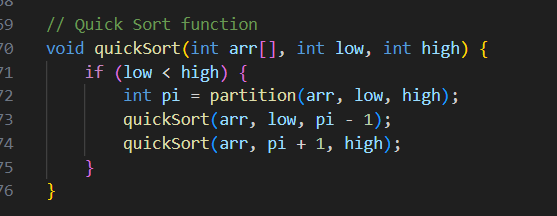 69 // Quick Sort function
70 void quickSort(int arr[], int low, int high) {
71 if (low < high) {
72 int pi = partition(arr, low, high);
73 quickSort(arr, low, pi - 1);
74 quickSort(arr, pi + 1, high);
75 }
76 }